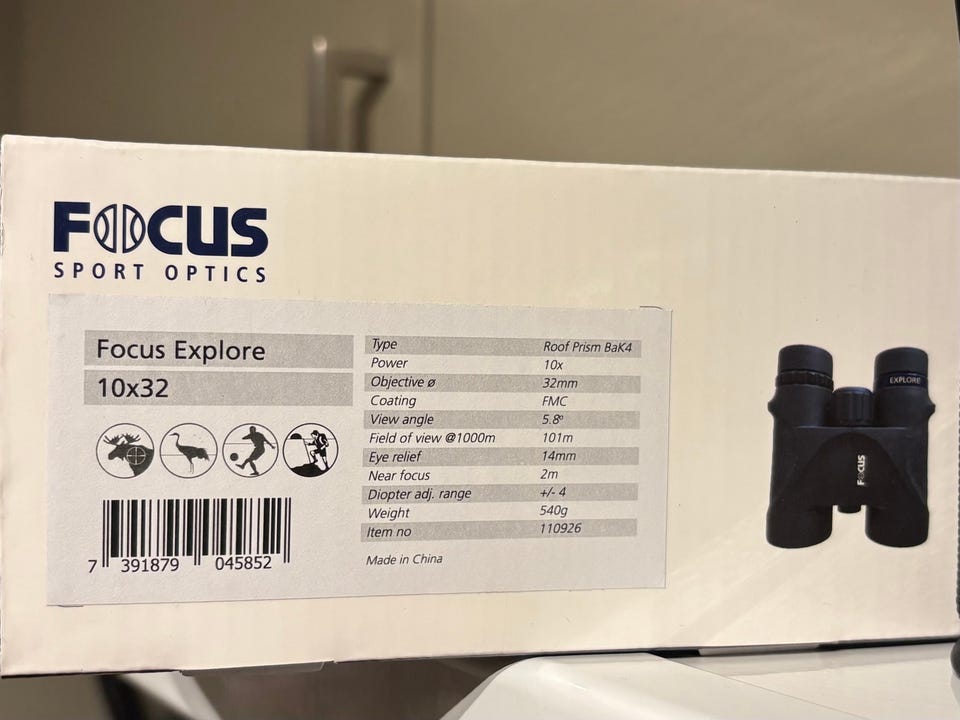 FOCUS
SPORT OPTICS
Focus Explore
10x32
Type Roof Prism BaK4
Power 10x
Objective ø 32mm
Coating FMC
View angle 5.8º
Field of view @1000m 101m
Eye relief 14mm
Near focus 2m
Diopter adj. range +/- 4
Weight 540g
Item no 110926
Made in China
7 391879 045852
EXPLORE
FOCUS